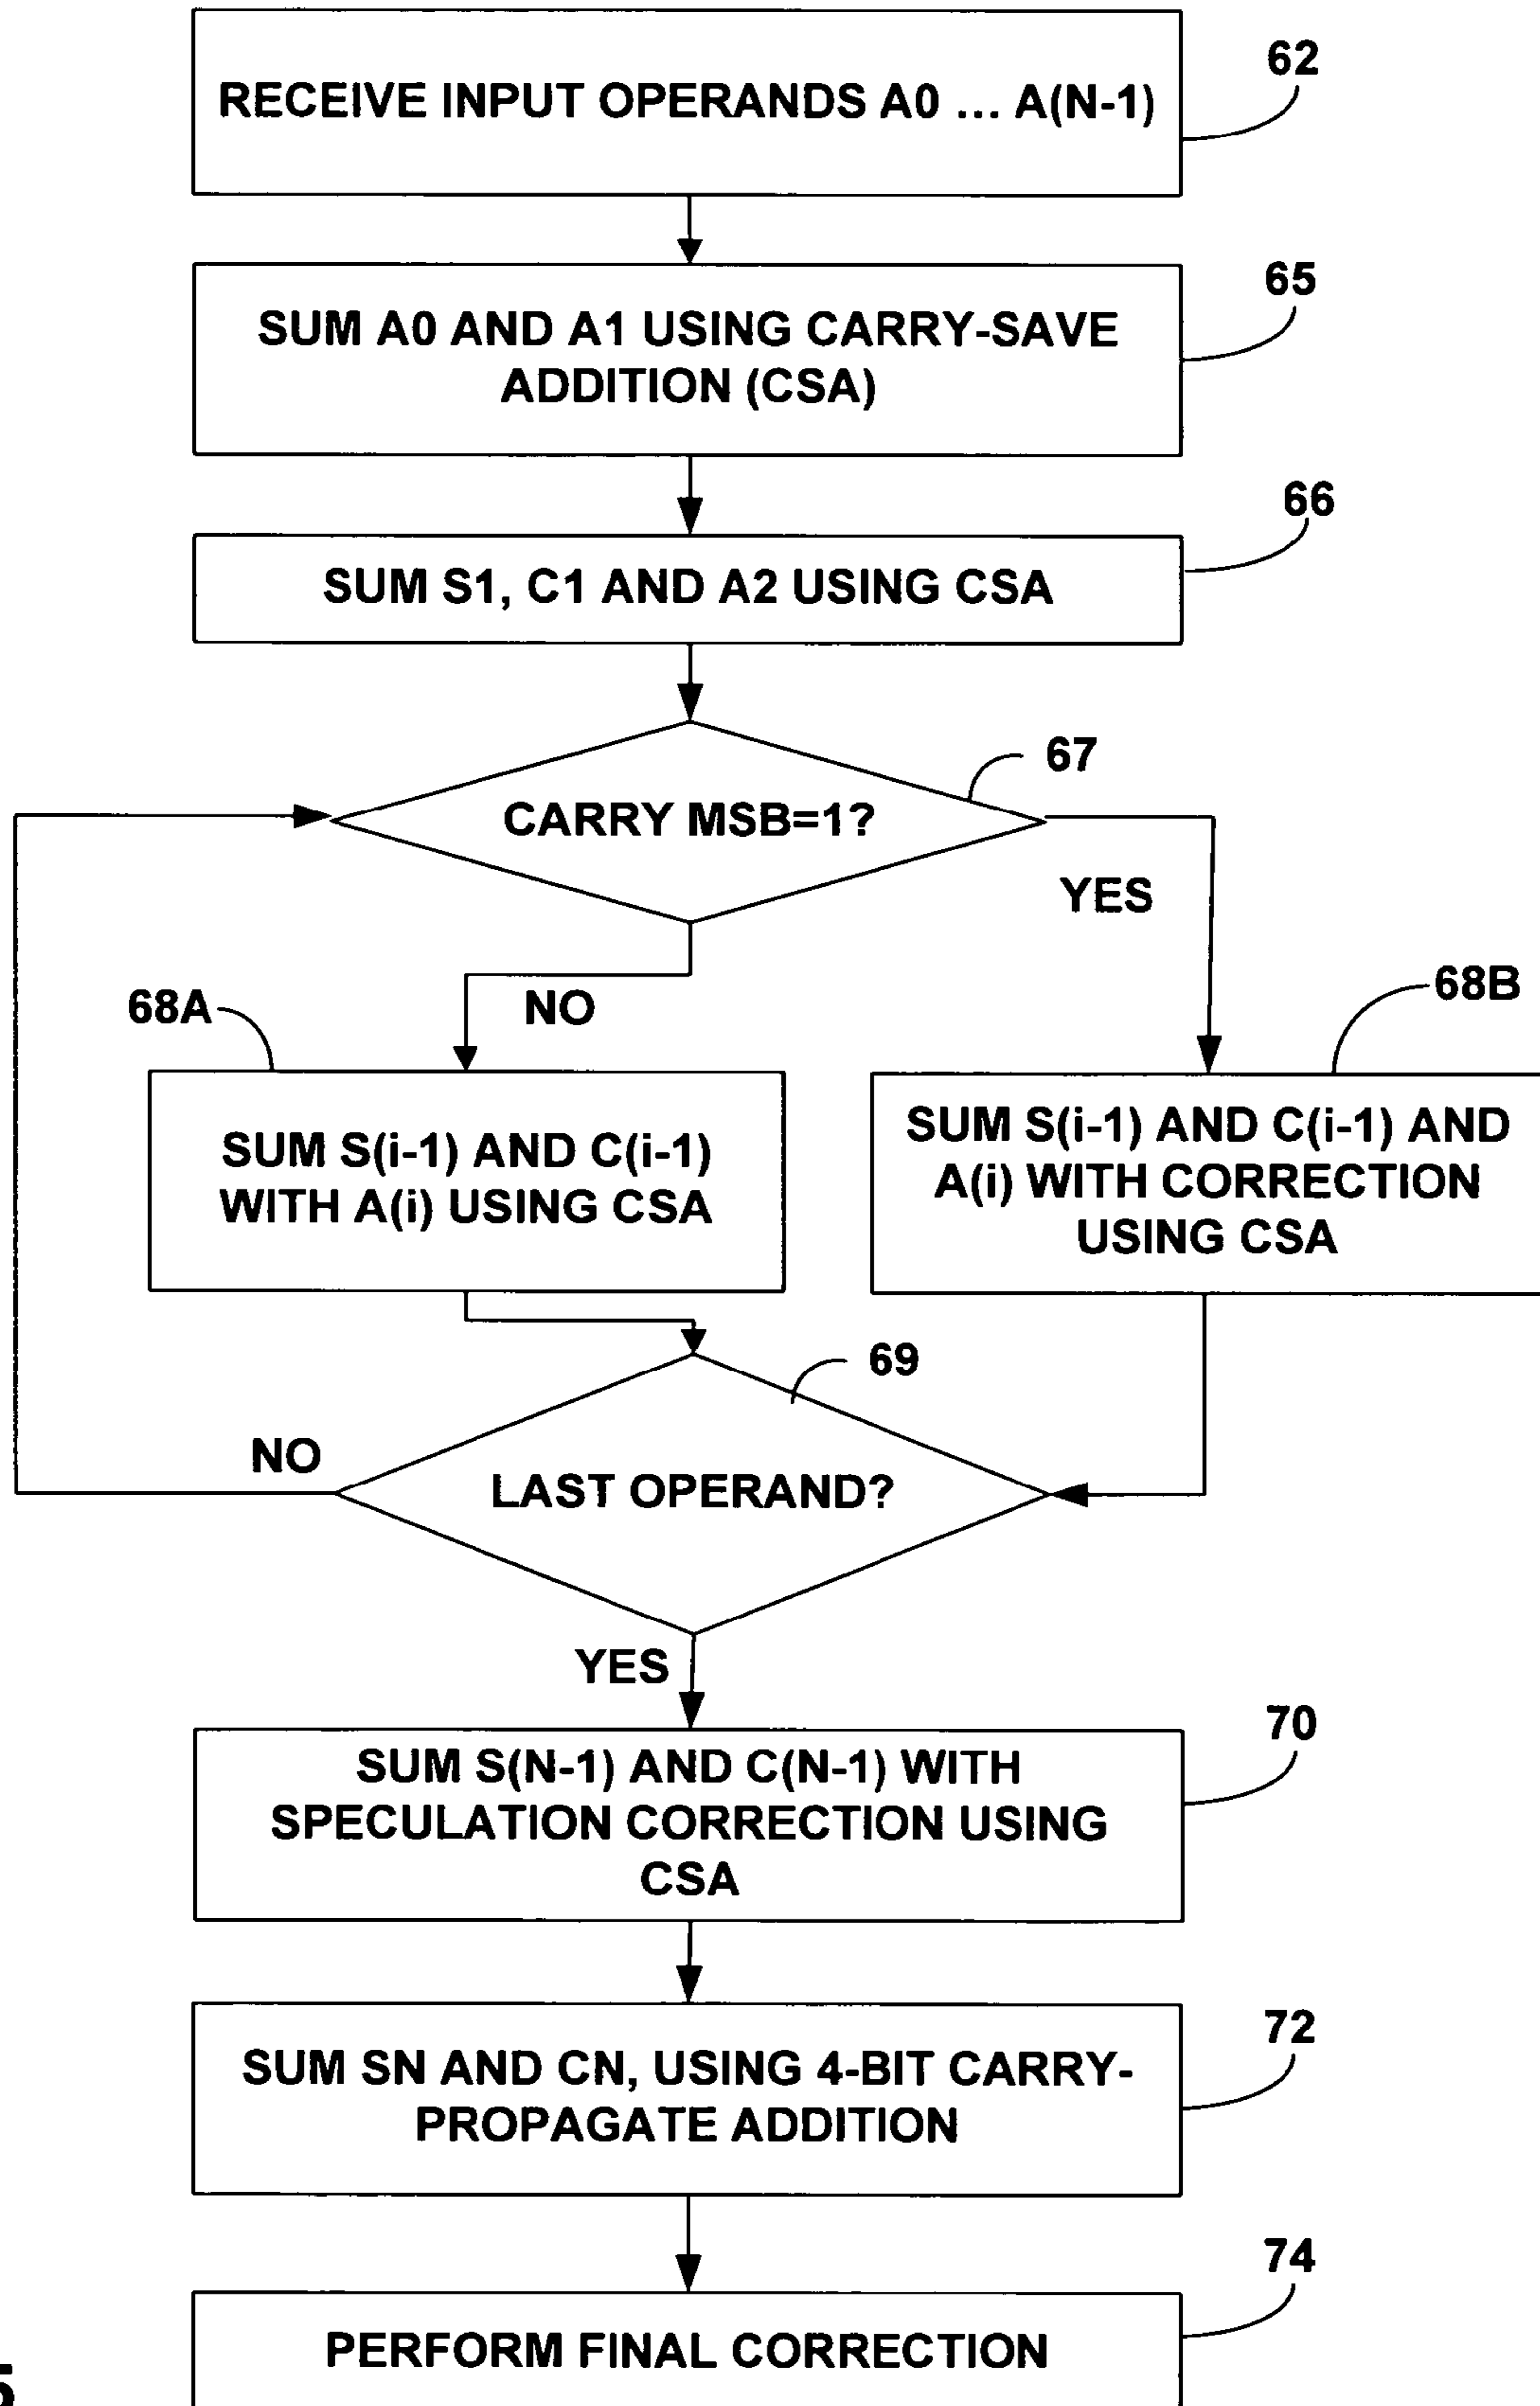 RECEIVE INPUT OPERANDS A0 ... A(N-1)
62
SUM A0 AND A1 USING CARRY-SAVE
ADDITION (CSA)
65
SUM S1, C1 AND A2 USING CSA
66
CARRY MSB=1?
67
YES
NO
68A
68B
SUM S(i-1) AND C(i-1)
WITH A(i) USING CSA
SUM S(i-1) AND C(i-1) AND
A(i) WITH CORRECTION
USING CSA
69
LAST OPERAND?
NO
YES
SUM S(N-1) AND C(N-1) WITH
SPECULATION CORRECTION USING
CSA
70
SUM SN AND CN, USING 4-BIT CARRY-
PROPAGATE ADDITION
72
PERFORM FINAL CORRECTION
74